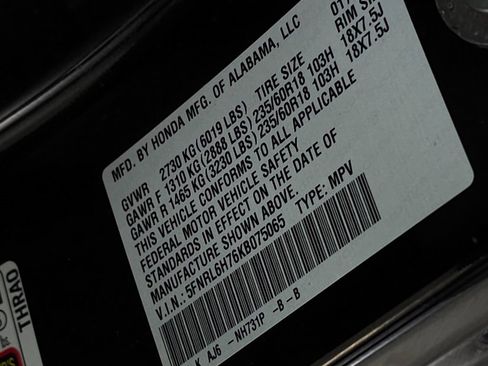 MFD. BY HONDA MFG. OF ALABAMA, LLC
TIRE SIZE RIM SI
GVWR 2730 KG (6019 LBS)
GAWR F 1310 KG (2888 LBS) 235/60R18 103H 18X7.5J
GAWR R 1465 KG (3230 LBS) 235/60R18 103H 18X7.5J
THIS VEHICLE CONFORMS TO ALL APPLICABLE
FEDERAL MOTOR VEHICLE SAFETY
STANDARDS IN EFFECT ON THE DATE OF
MANUFACTURE SHOWN ABOVE.
V.I.N.: 5FNRL6H76KB075065 TYPE: MPV
K AJ6 -NH731P -B -B
THRAO